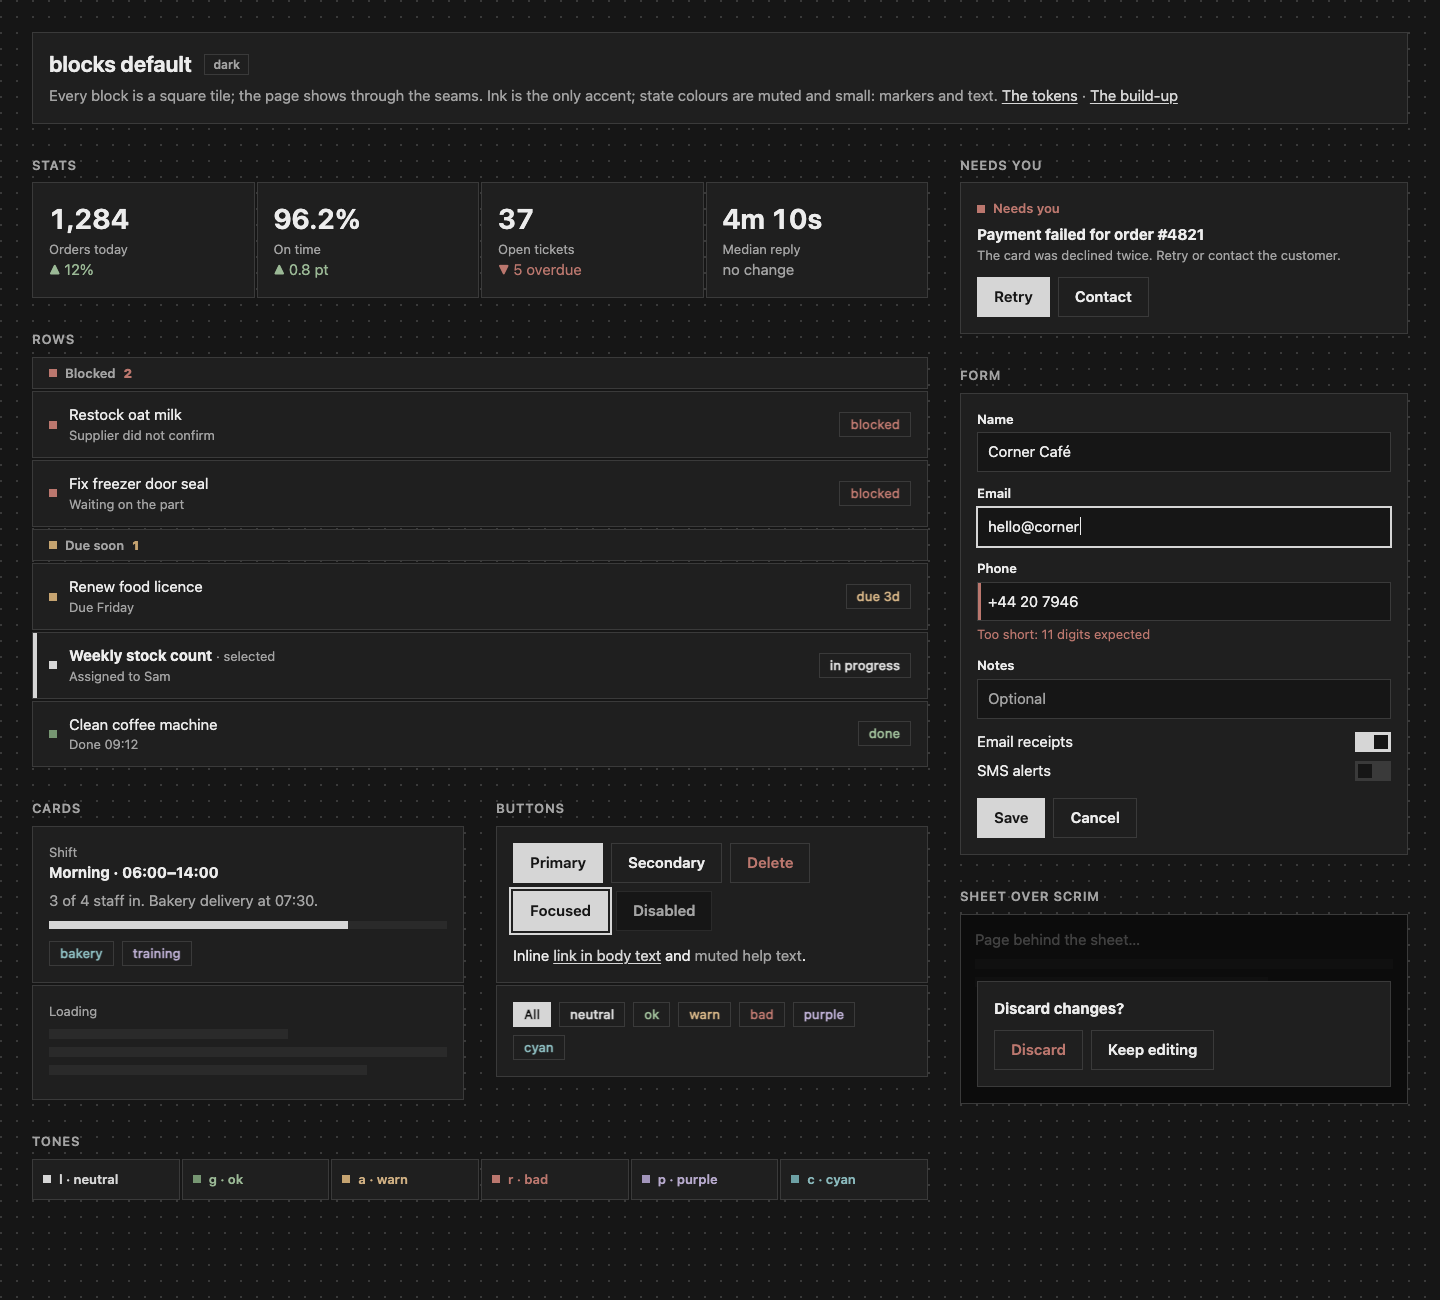 blocks default dark
Every block is a square tile; the page shows through the seams. Ink is the only accent; state colours are muted and small: markers and text. The tokens · The build-up
STATS
1,284
Orders today
▲ 12%
96.2%
On time
▲ 0.8 pt
37
Open tickets
▼ 5 overdue
4m 10s
Median reply
no change
ROWS
Blocked 2
Restock oat milk
Supplier did not confirm
blocked
Fix freezer door seal
Waiting on the part
blocked
Due soon 1
Renew food licence
Due Friday
due 3d
Weekly stock count · selected
Assigned to Sam
in progress
Clean coffee machine
Done 09:12
done
CARDS
Shift
Morning · 06:00–14:00
3 of 4 staff in. Bakery delivery at 07:30.
bakery training
Loading
BUTTONS
Primary Secondary Delete
Focused Disabled
Inline link in body text and muted help text.
All neutral ok warn bad purple
cyan
TONES
l · neutral
g · ok
a · warn
r · bad
p · purple
c · cyan
NEEDS YOU
Needs you
Payment failed for order #4821
The card was declined twice. Retry or contact the customer.
Retry Contact
FORM
Name
Corner Café
Email
hello@corner
Phone
+44 20 7946
Too short: 11 digits expected
Notes
Optional
Email receipts
SMS alerts
Save Cancel
SHEET OVER SCRIM
Page behind the sheet…
Discard changes?
Discard Keep editing